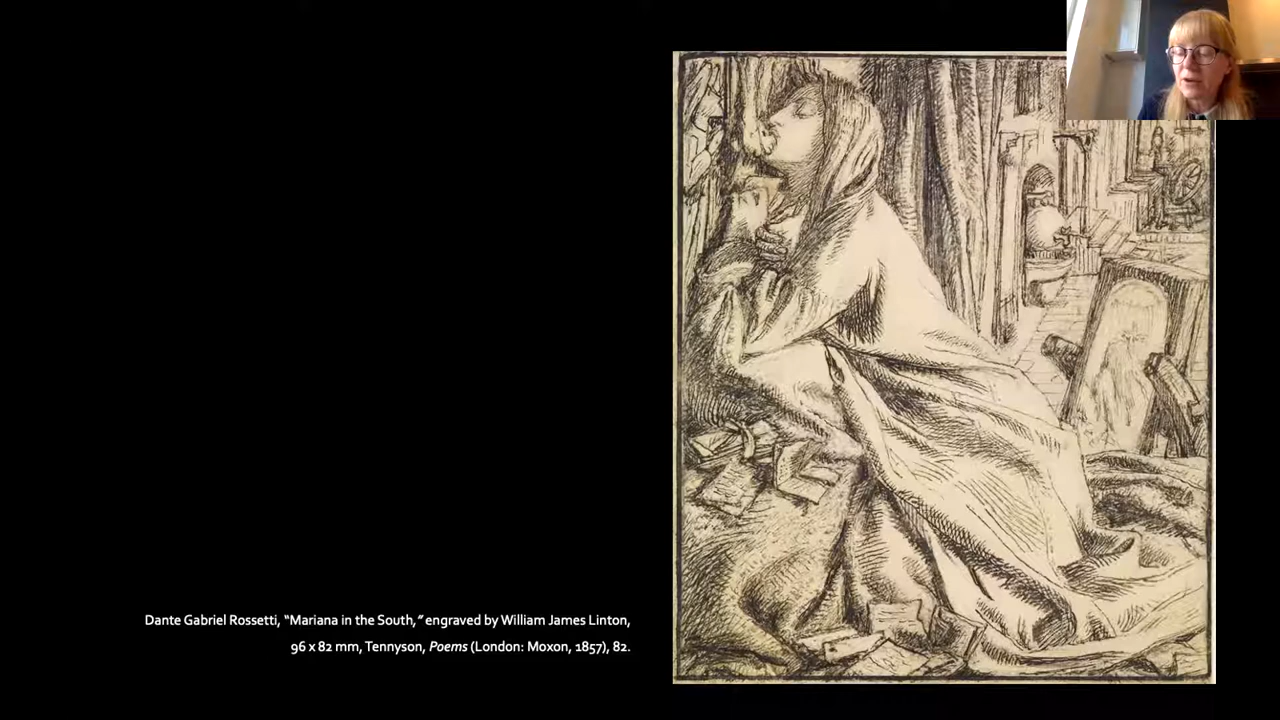 Dante Gabriel Rossetti, “Mariana in the South,” engraved by William James Linton,
96 x 82 mm, Tennyson, Poems (London: Moxon, 1857), 82.